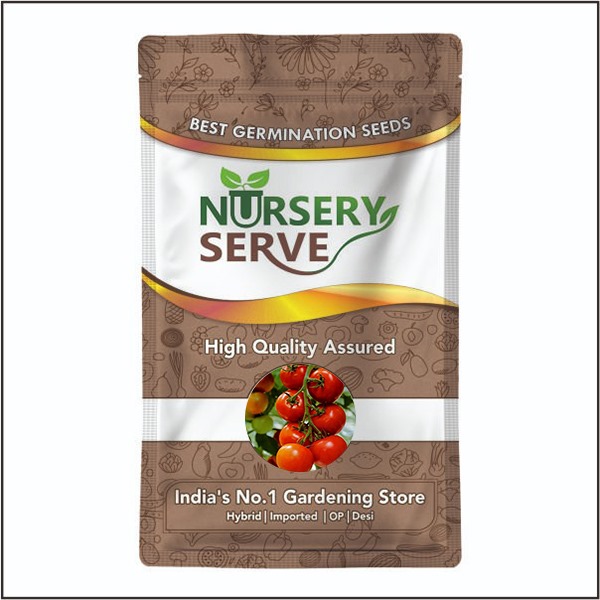 BEST GERMINATION SEEDS
NURSERY
SERVE
High Quality Assured
India's No.1 Gardening Store
Hybrid | Imported | OP | Desi